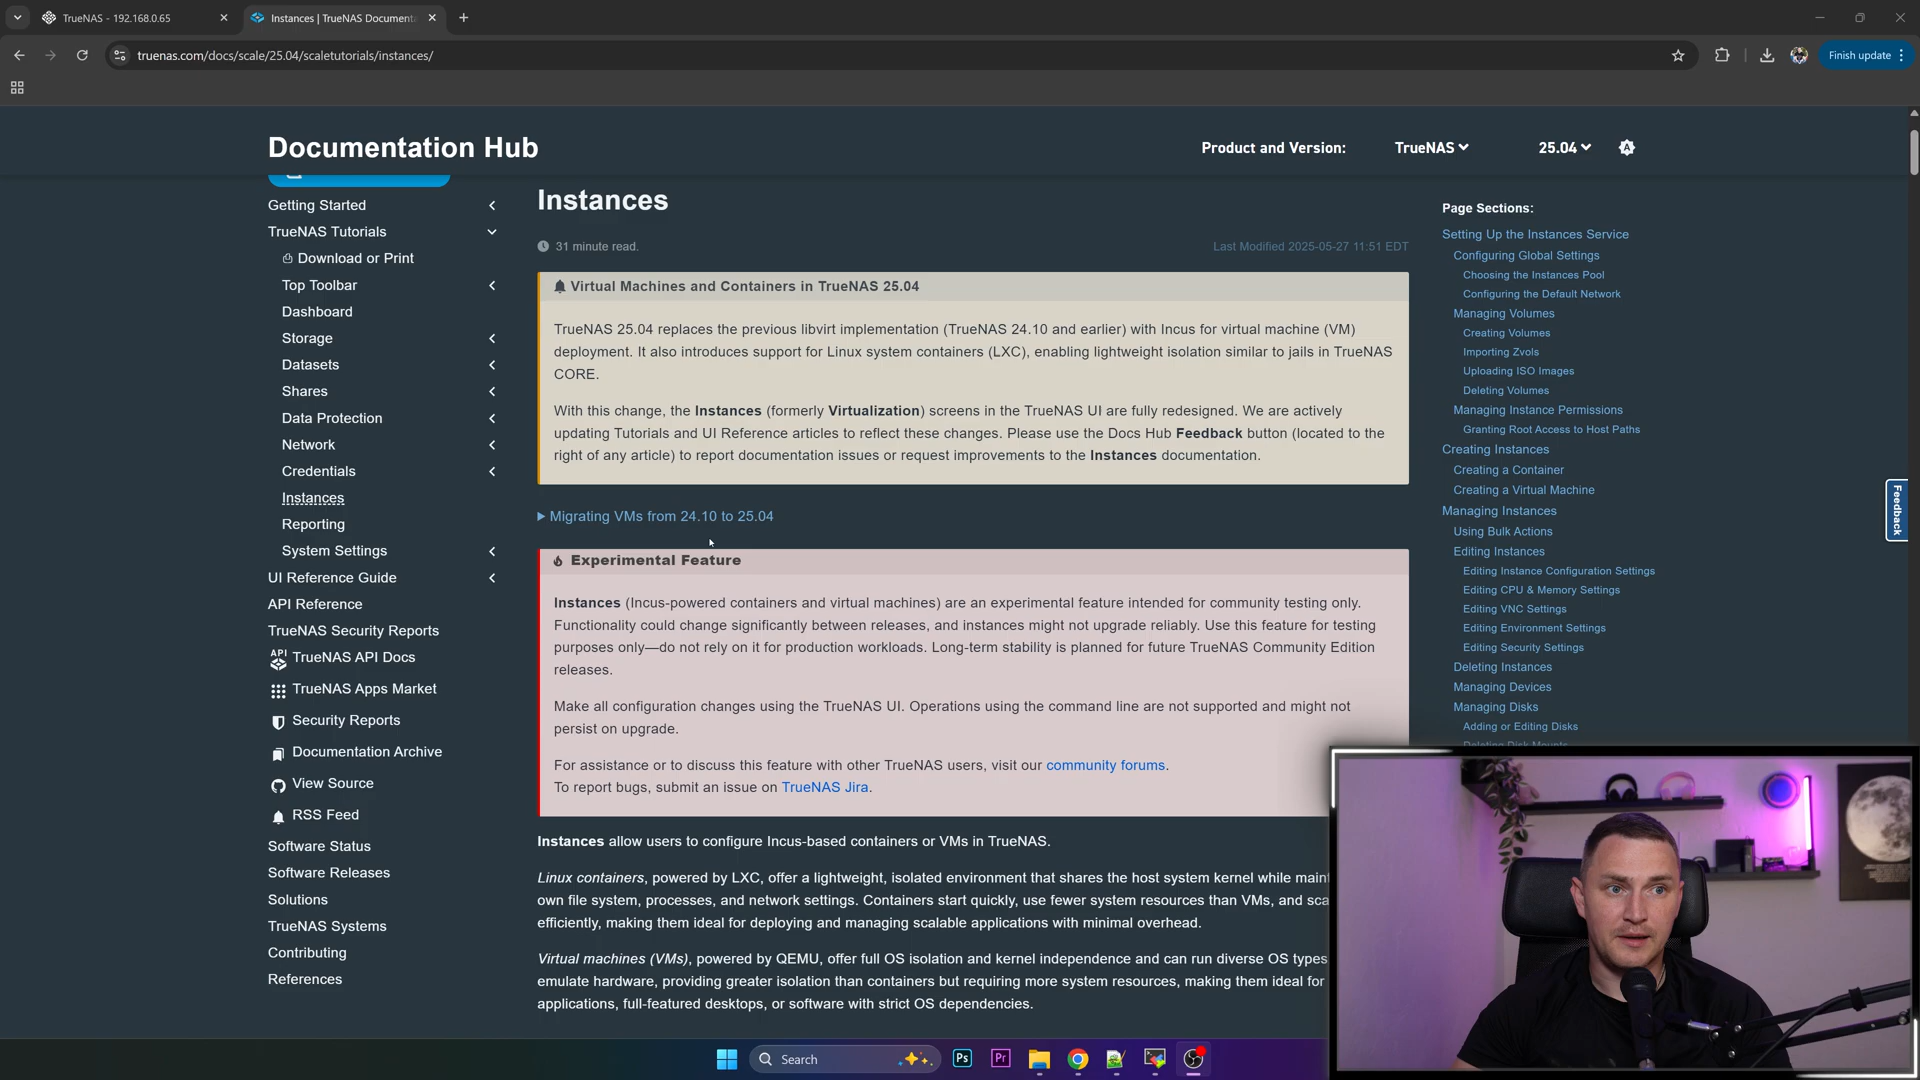 TrueNAS - 192.168.0.65
Instances | TrueNAS Documenta
truenas.com/docs/scale/25.04/scaletutorials/instances/
Finish update
Documentation Hub
Product and Version:
TrueNAS
25.04
Getting Started
TrueNAS Tutorials
Download or Print
Top Toolbar
Dashboard
Storage
Datasets
Shares
Data Protection
Network
Credentials
Instances
Reporting
System Settings
UI Reference Guide
API Reference
TrueNAS Security Reports
API
TrueNAS API Docs
TrueNAS Apps Market
Security Reports
Documentation Archive
View Source
RSS Feed
Software Status
Software Releases
Solutions
TrueNAS Systems
Contributing
References
Instances
31 minute read.
Last Modified 2025-05-27 11:51 EDT
Virtual Machines and Containers in TrueNAS 25.04
TrueNAS 25.04 replaces the previous libvirt implementation (TrueNAS 24.10 and earlier) with Incus for virtual machine (VM)
deployment. It also introduces support for Linux system containers (LXC), enabling lightweight isolation similar to jails in TrueNAS
CORE.
With this change, the Instances (formerly Virtualization) screens in the TrueNAS UI are fully redesigned. We are actively
updating Tutorials and UI Reference articles to reflect these changes. Please use the Docs Hub Feedback button (located to the
right of any article) to report documentation issues or request improvements to the Instances documentation.
Migrating VMs from 24.10 to 25.04
Experimental Feature
Instances (Incus-powered containers and virtual machines) are an experimental feature intended for community testing only.
Functionality could change significantly between releases, and instances might not upgrade reliably. Use this feature for testing
purposes only—do not rely on it for production workloads. Long-term stability is planned for future TrueNAS Community Edition
releases.
Make all configuration changes using the TrueNAS UI. Operations using the command line are not supported and might not
persist on upgrade.
For assistance or to discuss this feature with other TrueNAS users, visit our community forums.
To report bugs, submit an issue on TrueNAS Jira.
Instances allow users to configure Incus-based containers or VMs in TrueNAS.
Linux containers, powered by LXC, offer a lightweight, isolated environment that shares the host system kernel while main
own file system, processes, and network settings. Containers start quickly, use fewer system resources than VMs, and sca
efficiently, making them ideal for deploying and managing scalable applications with minimal overhead.
Virtual machines (VMs), powered by QEMU, offer full OS isolation and kernel independence and can run diverse OS types
emulate hardware, providing greater isolation than containers but requiring more system resources, making them ideal for
applications, full-featured desktops, or software with strict OS dependencies.
Page Sections:
Setting Up the Instances Service
Configuring Global Settings
Choosing the Instances Pool
Configuring the Default Network
Managing Volumes
Creating Volumes
Importing Zvols
Uploading ISO Images
Deleting Volumes
Managing Instance Permissions
Granting Root Access to Host Paths
Creating Instances
Creating a Container
Creating a Virtual Machine
Managing Instances
Using Bulk Actions
Editing Instances
Editing Instance Configuration Settings
Editing CPU & Memory Settings
Editing VNC Settings
Editing Environment Settings
Editing Security Settings
Deleting Instances
Managing Devices
Managing Disks
Adding or Editing Disks
Deleting Disk Mounts
Feedback
Search
Ps
Pr